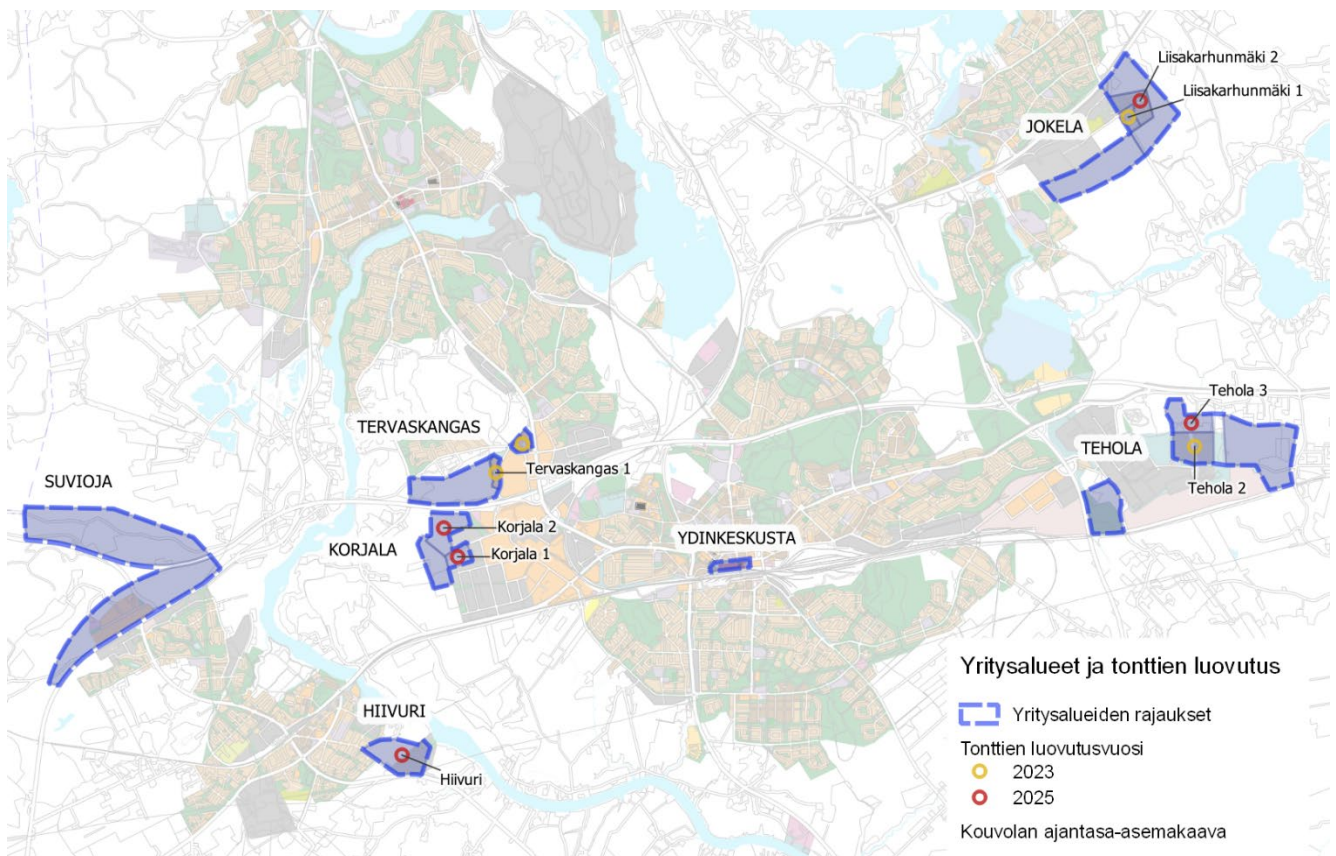 Liisakarhunmäki 2
Liisakarhunmäki 1
JOKELA
Tehola 3
TERVASKANGAS
TEHOLA
Tervaskangas 1
SUVIOJA
Tehola 2
Korjala 2
YDINKESKUSTA
KORJALA
Korjala 1
HIIVURI
Hiivuri
Yritysalueet ja tonttien luovutus
Yritysalueiden rajaukset
Tonttien luovutusvuosi
2023
2025
Kouvolan ajantasa-asemakaava